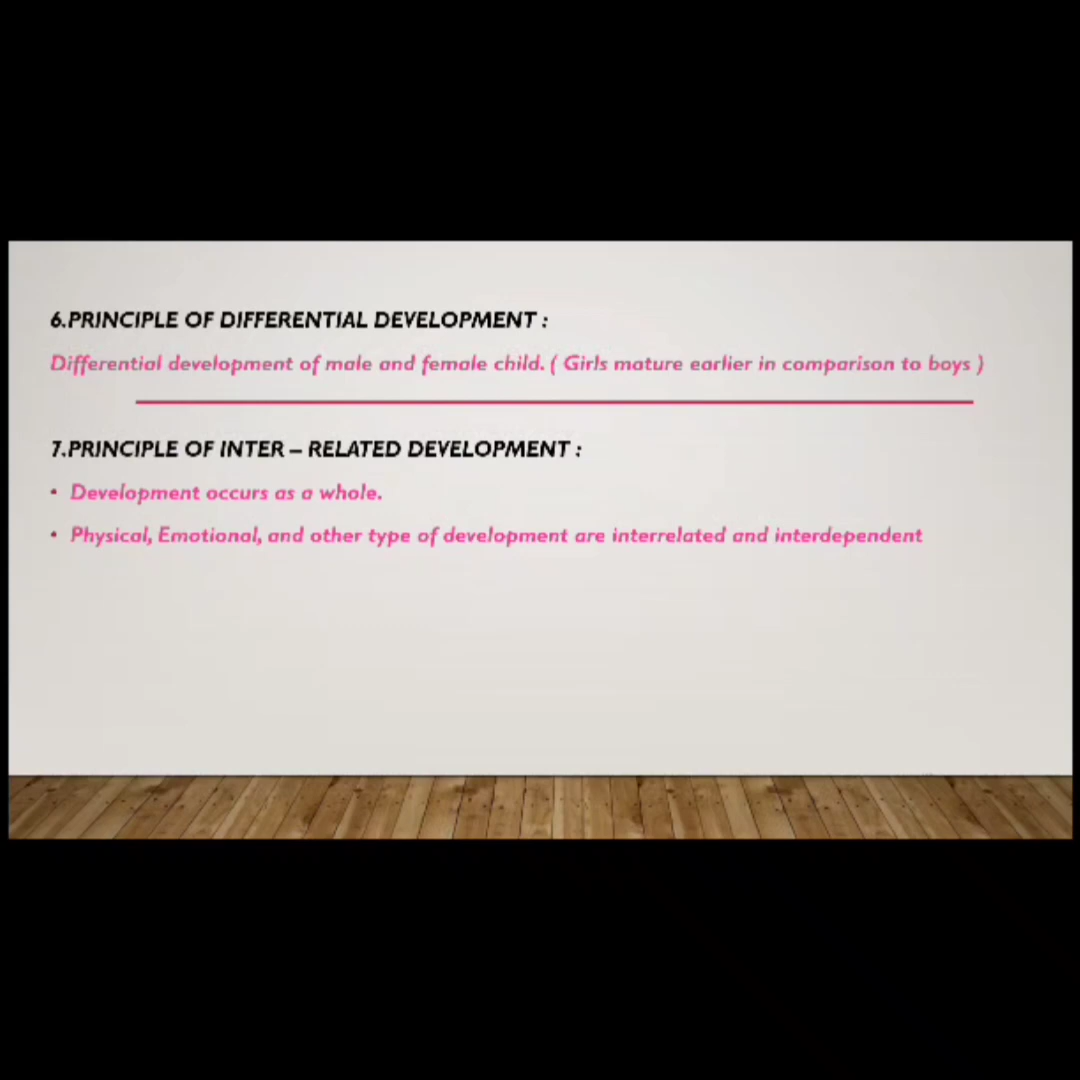 6.PRINCIPLE OF DIFFERENTIAL DEVELOPMENT :
Differential development of male and female child. ( Girls mature earlier in comparison to boys )
7.PRINCIPLE OF INTER – RELATED DEVELOPMENT :
• Development occurs as a whole.
• Physical, Emotional, and other type of development are interrelated and interdependent